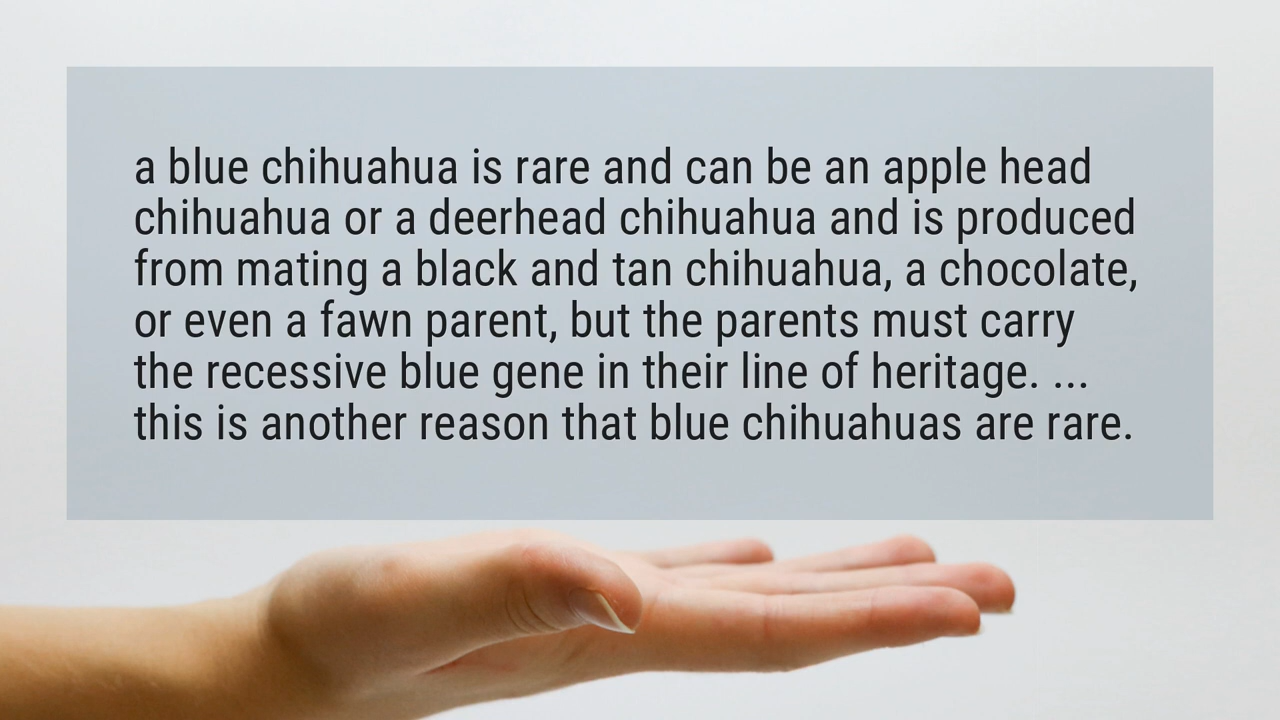 a blue chihuahua is rare and can be an apple head
chihuahua or a deerhead chihuahua and is produced
from mating a black and tan chihuahua, a chocolate,
or even a fawn parent, but the parents must carry
the recessive blue gene in their line of heritage. ...
this is another reason that blue chihuahuas are rare.